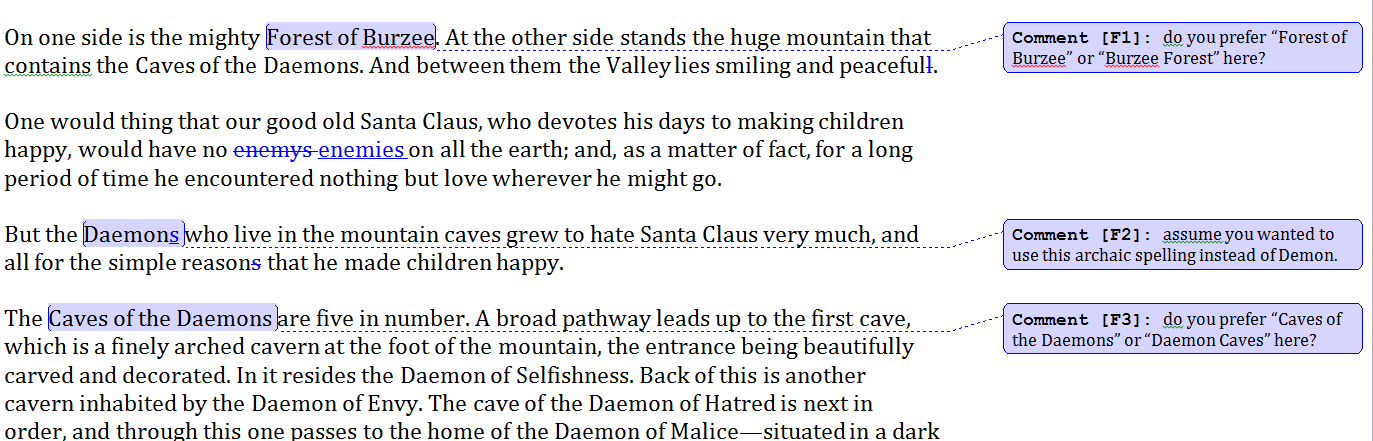 On one side is the mighty Forest of Burzee. At the other side stands the huge mountain that
contains the Caves of the Daemons. And between them the Valley lies smiling and peacefull.
One would thing that our good old Santa Claus, who devotes his days to making children
happy, would have no enemys enemies on all the earth; and, as a matter of fact, for a long
period of time he encountered nothing but love wherever he might go.
But the Daemons who live in the mountain caves grew to hate Santa Claus very much, and
all for the simple reasons that he made children happy.
The Caves of the Daemons are five in number. A broad pathway leads up to the first cave,
which is a finely arched cavern at the foot of the mountain, the entrance being beautifully
carved and decorated. In it resides the Daemon of Selfishness. Back of this is another
cavern inhabited by the Daemon of Envy. The cave of the Daemon of Hatred is next in
order, and through this one passes to the home of the Daemon of Malice—situated in a dark
Comment [F1]: do you prefer “Forest of
Burzee” or “Burzee Forest” here?
Comment [F2]: assume you wanted to
use this archaic spelling instead of Demon.
Comment [F3]: do you prefer “Caves of
the Daemons” or “Daemon Caves” here?